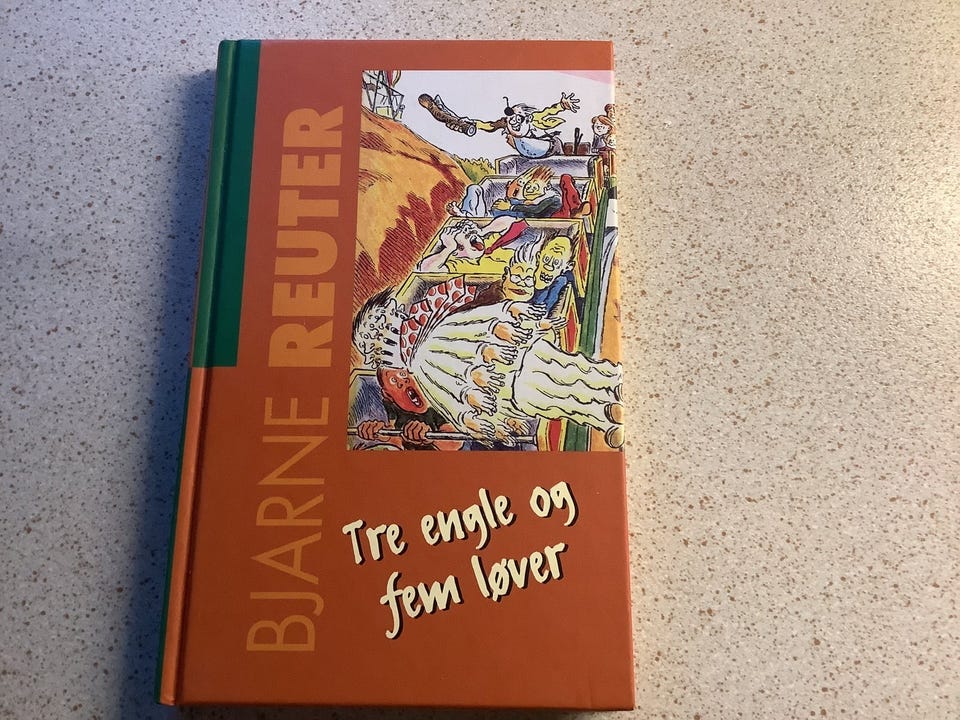 BJARNE REUTER
Tre engle og
fem løver